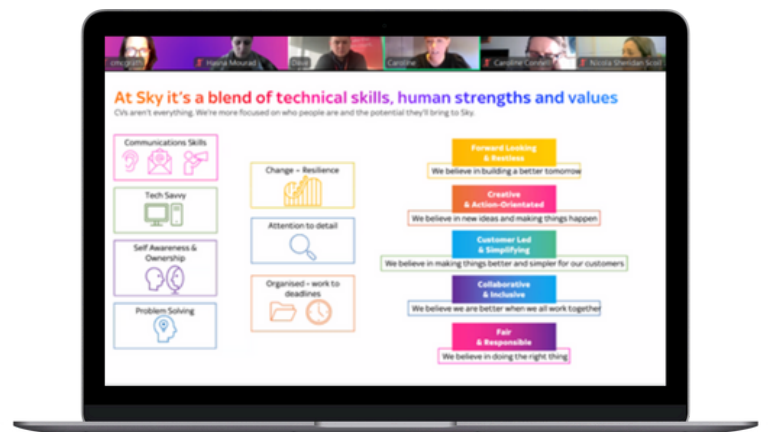 omcgrath
Hasna Mourad
Dava
Caroline
Caroline Connell
Nicola Sheridan Scoil
At Sky it's a blend of technical skills, human strengths and values
CVs aren't everything. We're more focused on who people are and the potential they'll bring to Sky.
Communications Skills
Tech Savvy
Self Awareness &
Ownership
Problem Solving
Change – Resilience
Attention to detail
Organised – work to
deadlines
Forward Looking
& Restless
We believe in building a better tomorrow
Creative
& Action-Orientated
We believe in new ideas and making things happen
Customer Led
& Simplifying
We believe in making things better and simpler for our customers
Collaborative
& Inclusive
We believe we are better when we all work together
Fair
& Responsible
We believe in doing the right thing